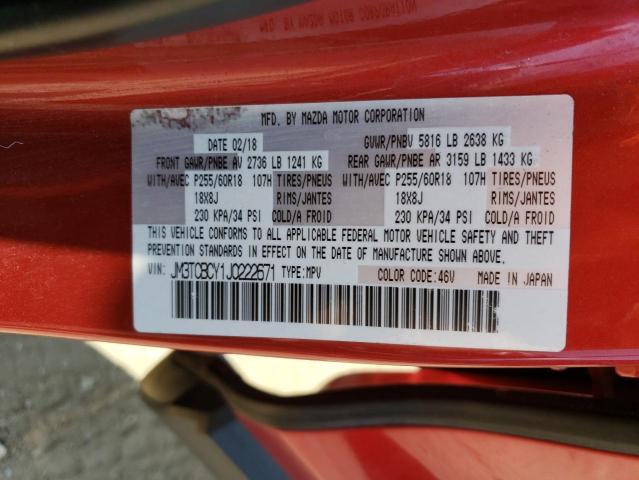 MFD. BY MAZDA MOTOR CORPORATION
DATE 02/18 GVWR/PNBV 5816 LB 2638 KG
FRONT GAWR/PNBE AV 2736 LB 1241 KG REAR GAWR/PNBE AR 3159 LB 1433 KG
WITH/AVEC P255/60R18 107H TIRES/PNEUS WITH/AVEC P255/60R18 107H TIRES/PNEUS
18X8J RIMS/JANTES 18X8J RIMS/JANTES
230 KPA/34 PSI COLD/A FROID 230 KPA/34 PSI COLD/A FROID
THIS VEHICLE CONFORMS TO ALL APPLICABLE FEDERAL MOTOR VEHICLE SAFETY AND THEFT
PREVENTION STANDARDS IN EFFECT ON THE DATE OF MANUFACTURE SHOWN ABOVE.
VIN: JM3TCBCY1J0222671 TYPE: MPV COLOR CODE: 46V MADE IN JAPAN